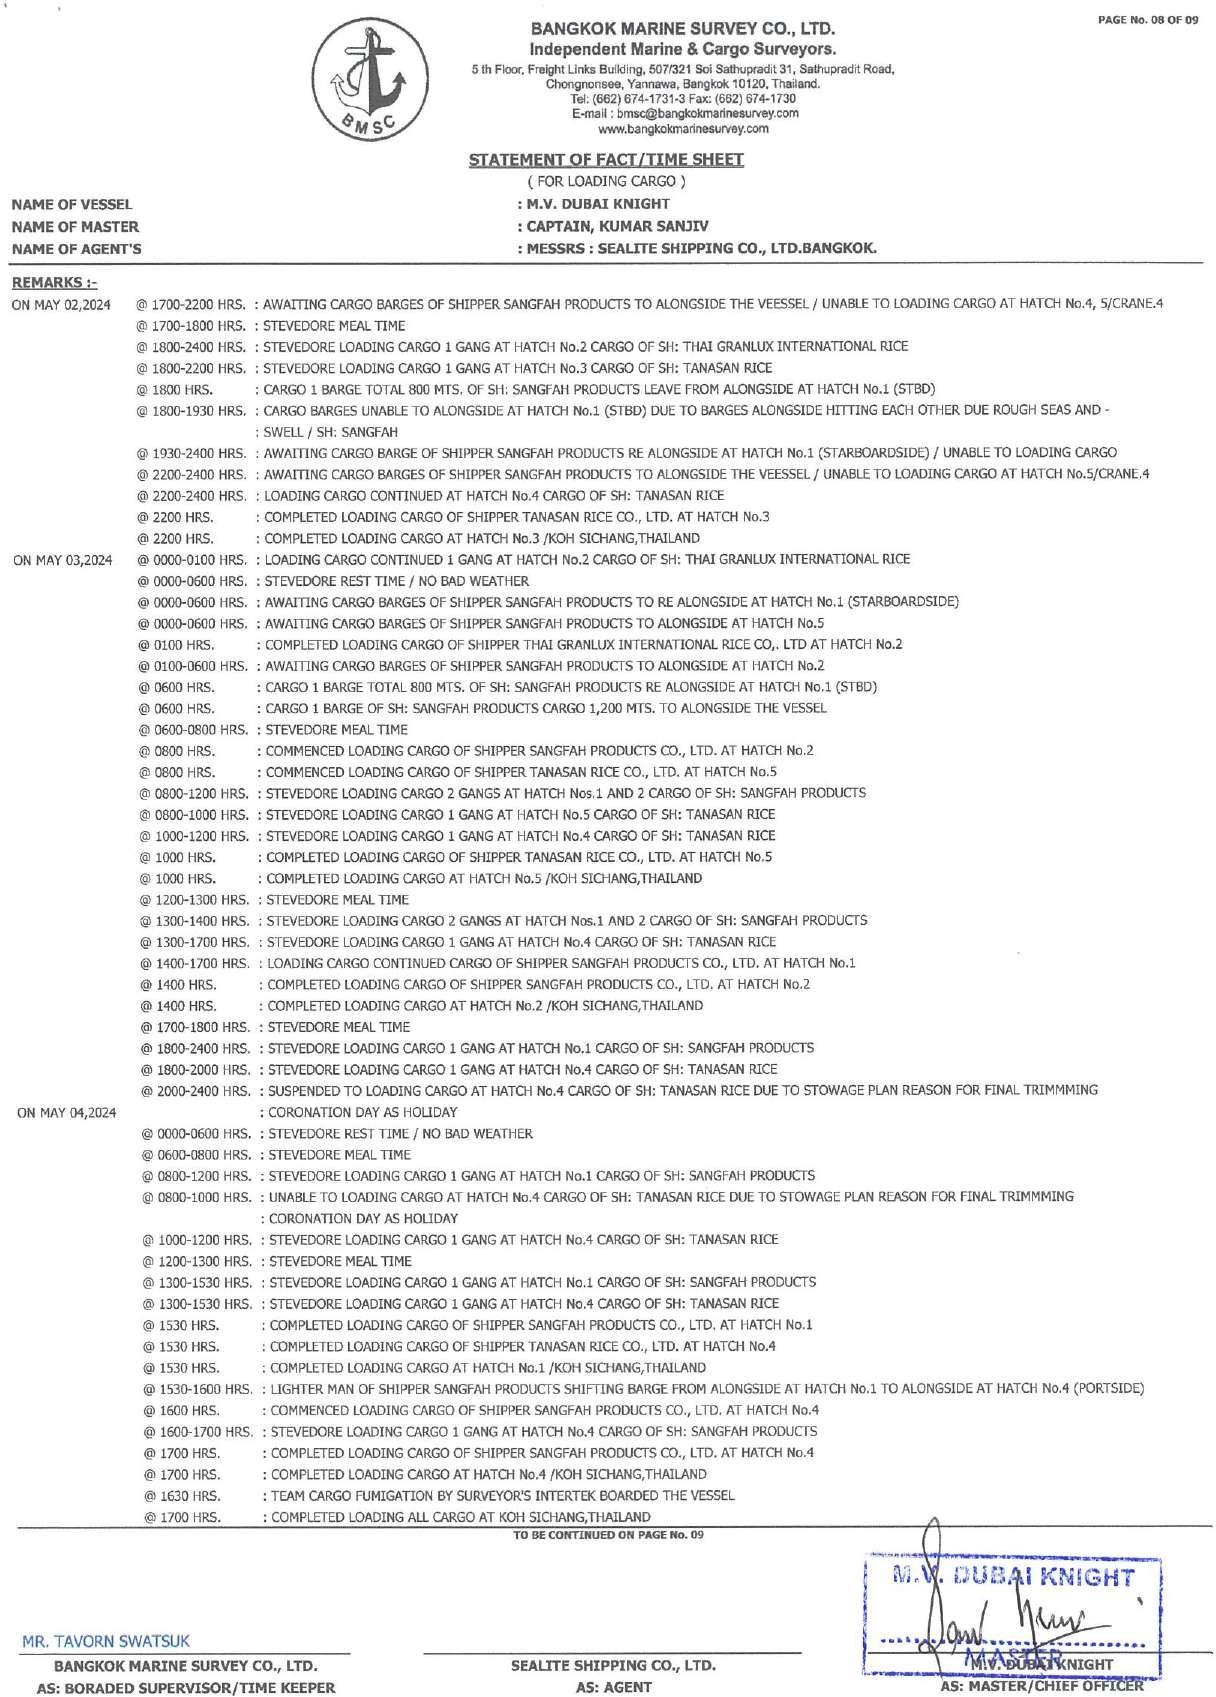 PAGE No. 08 OF 09
BANGKOK MARINE SURVEY CO., LTD.
Independent Marine & Cargo Surveyors.
5 th Floor, Freight Links Building, 507/321 Soi Sathupradit 31, Sathupradit Road,
Chongnonsee, Yannawa, Bangkok 10120, Thailand.
Tel: (662) 674-1731-3 Fax: (662) 674-1730
E-mail : bmsc@bangkokmarinesurvey.com
www.bangkokmarinesurvey.com
BMSC
STATEMENT OF FACT/TIME SHEET
( FOR LOADING CARGO )
NAME OF VESSEL : M.V. DUBAI KNIGHT
NAME OF MASTER : CAPTAIN, KUMAR SANJIV
NAME OF AGENT'S : MESSRS : SEALITE SHIPPING CO., LTD.BANGKOK.
REMARKS :-
ON MAY 02,2024 @ 1700-2200 HRS. : AWAITING CARGO BARGES OF SHIPPER SANGFAH PRODUCTS TO ALONGSIDE THE VEESSEL / UNABLE TO LOADING CARGO AT HATCH No.4, 5/CRANE.4
@ 1700-1800 HRS. : STEVEDORE MEAL TIME
@ 1800-2400 HRS. : STEVEDORE LOADING CARGO 1 GANG AT HATCH No.2 CARGO OF SH: THAI GRANLUX INTERNATIONAL RICE
@ 1800-2200 HRS. : STEVEDORE LOADING CARGO 1 GANG AT HATCH No.3 CARGO OF SH: TANASAN RICE
@ 1800 HRS. : CARGO 1 BARGE TOTAL 800 MTS. OF SH: SANGFAH PRODUCTS LEAVE FROM ALONGSIDE AT HATCH No.1 (STBD)
@ 1800-1930 HRS. : CARGO BARGES UNABLE TO ALONGSIDE AT HATCH No.1 (STBD) DUE TO BARGES ALONGSIDE HITTING EACH OTHER DUE ROUGH SEAS AND -
: SWELL / SH: SANGFAH
@ 1930-2400 HRS. : AWAITING CARGO BARGE OF SHIPPER SANGFAH PRODUCTS RE ALONGSIDE AT HATCH No.1 (STARBOARDSIDE) / UNABLE TO LOADING CARGO
@ 2200-2400 HRS. : AWAITING CARGO BARGES OF SHIPPER SANGFAH PRODUCTS TO ALONGSIDE THE VEESSEL / UNABLE TO LOADING CARGO AT HATCH No.5/CRANE.4
@ 2200-2400 HRS. : LOADING CARGO CONTINUED AT HATCH No.4 CARGO OF SH: TANASAN RICE
@ 2200 HRS. : COMPLETED LOADING CARGO OF SHIPPER TANASAN RICE CO., LTD. AT HATCH No.3
@ 2200 HRS. : COMPLETED LOADING CARGO AT HATCH No.3 /KOH SICHANG,THAILAND
ON MAY 03,2024 @ 0000-0100 HRS. : LOADING CARGO CONTINUED 1 GANG AT HATCH No.2 CARGO OF SH: THAI GRANLUX INTERNATIONAL RICE
@ 0000-0600 HRS. : STEVEDORE REST TIME / NO BAD WEATHER
@ 0000-0600 HRS. : AWAITING CARGO BARGES OF SHIPPER SANGFAH PRODUCTS TO RE ALONGSIDE AT HATCH No.1 (STARBOARDSIDE)
@ 0000-0600 HRS. : AWAITING CARGO BARGES OF SHIPPER SANGFAH PRODUCTS TO ALONGSIDE AT HATCH No.5
@ 0100 HRS. : COMPLETED LOADING CARGO OF SHIPPER THAI GRANLUX INTERNATIONAL RICE CO,. LTD AT HATCH No.2
@ 0100-0600 HRS. : AWAITING CARGO BARGES OF SHIPPER SANGFAH PRODUCTS TO ALONGSIDE AT HATCH No.2
@ 0600 HRS. : CARGO 1 BARGE TOTAL 800 MTS. OF SH: SANGFAH PRODUCTS RE ALONGSIDE AT HATCH No.1 (STBD)
@ 0600 HRS. : CARGO 1 BARGE OF SH: SANGFAH PRODUCTS CARGO 1,200 MTS. TO ALONGSIDE THE VESSEL
@ 0600-0800 HRS. : STEVEDORE MEAL TIME
@ 0800 HRS. : COMMENCED LOADING CARGO OF SHIPPER SANGFAH PRODUCTS CO., LTD. AT HATCH No.2
@ 0800 HRS. : COMMENCED LOADING CARGO OF SHIPPER TANASAN RICE CO., LTD. AT HATCH No.5
@ 0800-1200 HRS. : STEVEDORE LOADING CARGO 2 GANGS AT HATCH Nos.1 AND 2 CARGO OF SH: SANGFAH PRODUCTS
@ 0800-1000 HRS. : STEVEDORE LOADING CARGO 1 GANG AT HATCH No.5 CARGO OF SH: TANASAN RICE
@ 1000-1200 HRS. : STEVEDORE LOADING CARGO 1 GANG AT HATCH No.4 CARGO OF SH: TANASAN RICE
@ 1000 HRS. : COMPLETED LOADING CARGO OF SHIPPER TANASAN RICE CO., LTD. AT HATCH No.5
@ 1000 HRS. : COMPLETED LOADING CARGO AT HATCH No.5 /KOH SICHANG,THAILAND
@ 1200-1300 HRS. : STEVEDORE MEAL TIME
@ 1300-1400 HRS. : STEVEDORE LOADING CARGO 2 GANGS AT HATCH Nos.1 AND 2 CARGO OF SH: SANGFAH PRODUCTS
@ 1300-1700 HRS. : STEVEDORE LOADING CARGO 1 GANG AT HATCH No.4 CARGO OF SH: TANASAN RICE
@ 1400-1700 HRS. : LOADING CARGO CONTINUED CARGO OF SHIPPER SANGFAH PRODUCTS CO., LTD. AT HATCH No.1
@ 1400 HRS. : COMPLETED LOADING CARGO OF SHIPPER SANGFAH PRODUCTS CO., LTD. AT HATCH No.2
@ 1400 HRS. : COMPLETED LOADING CARGO AT HATCH No.2 /KOH SICHANG,THAILAND
@ 1700-1800 HRS. : STEVEDORE MEAL TIME
@ 1800-2400 HRS. : STEVEDORE LOADING CARGO 1 GANG AT HATCH No.1 CARGO OF SH: SANGFAH PRODUCTS
@ 1800-2000 HRS. : STEVEDORE LOADING CARGO 1 GANG AT HATCH No.4 CARGO OF SH: TANASAN RICE
@ 2000-2400 HRS. : SUSPENDED TO LOADING CARGO AT HATCH No.4 CARGO OF SH: TANASAN RICE DUE TO STOWAGE PLAN REASON FOR FINAL TRIMMMING
ON MAY 04,2024 : CORONATION DAY AS HOLIDAY
@ 0000-0600 HRS. : STEVEDORE REST TIME / NO BAD WEATHER
@ 0600-0800 HRS. : STEVEDORE MEAL TIME
@ 0800-1200 HRS. : STEVEDORE LOADING CARGO 1 GANG AT HATCH No.1 CARGO OF SH: SANGFAH PRODUCTS
@ 0800-1000 HRS. : UNABLE TO LOADING CARGO AT HATCH No.4 CARGO OF SH: TANASAN RICE DUE TO STOWAGE PLAN REASON FOR FINAL TRIMMMING
: CORONATION DAY AS HOLIDAY
@ 1000-1200 HRS. : STEVEDORE LOADING CARGO 1 GANG AT HATCH No.4 CARGO OF SH: TANASAN RICE
@ 1200-1300 HRS. : STEVEDORE MEAL TIME
@ 1300-1530 HRS. : STEVEDORE LOADING CARGO 1 GANG AT HATCH No.1 CARGO OF SH: SANGFAH PRODUCTS
@ 1300-1530 HRS. : STEVEDORE LOADING CARGO 1 GANG AT HATCH No.4 CARGO OF SH: TANASAN RICE
@ 1530 HRS. : COMPLETED LOADING CARGO OF SHIPPER SANGFAH PRODUCTS CO., LTD. AT HATCH No.1
@ 1530 HRS. : COMPLETED LOADING CARGO OF SHIPPER TANASAN RICE CO., LTD. AT HATCH No.4
@ 1530 HRS. : COMPLETED LOADING CARGO AT HATCH No.1 /KOH SICHANG,THAILAND
@ 1530-1600 HRS. : LIGHTER MAN OF SHIPPER SANGFAH PRODUCTS SHIFTING BARGE FROM ALONGSIDE AT HATCH No.1 TO ALONGSIDE AT HATCH No.4 (PORTSIDE)
@ 1600 HRS. : COMMENCED LOADING CARGO OF SHIPPER SANGFAH PRODUCTS CO., LTD. AT HATCH No.4
@ 1600-1700 HRS. : STEVEDORE LOADING CARGO 1 GANG AT HATCH No.4 CARGO OF SH: SANGFAH PRODUCTS
@ 1700 HRS. : COMPLETED LOADING CARGO OF SHIPPER SANGFAH PRODUCTS CO., LTD. AT HATCH No.4
@ 1700 HRS. : COMPLETED LOADING CARGO AT HATCH No.4 /KOH SICHANG,THAILAND
@ 1630 HRS. : TEAM CARGO FUMIGATION BY SURVEYOR'S INTERTEK BOARDED THE VESSEL
@ 1700 HRS. : COMPLETED LOADING ALL CARGO AT KOH SICHANG,THAILAND
TO BE CONTINUED ON PAGE No. 09
M.V. DUBAI KNIGHT
MASTER
MR. TAVORN SWATSUK
BANGKOK MARINE SURVEY CO., LTD. SEALITE SHIPPING CO., LTD. M.V. DUBAI KNIGHT
AS: BORADED SUPERVISOR/TIME KEEPER AS: AGENT AS: MASTER/CHIEF OFFICER